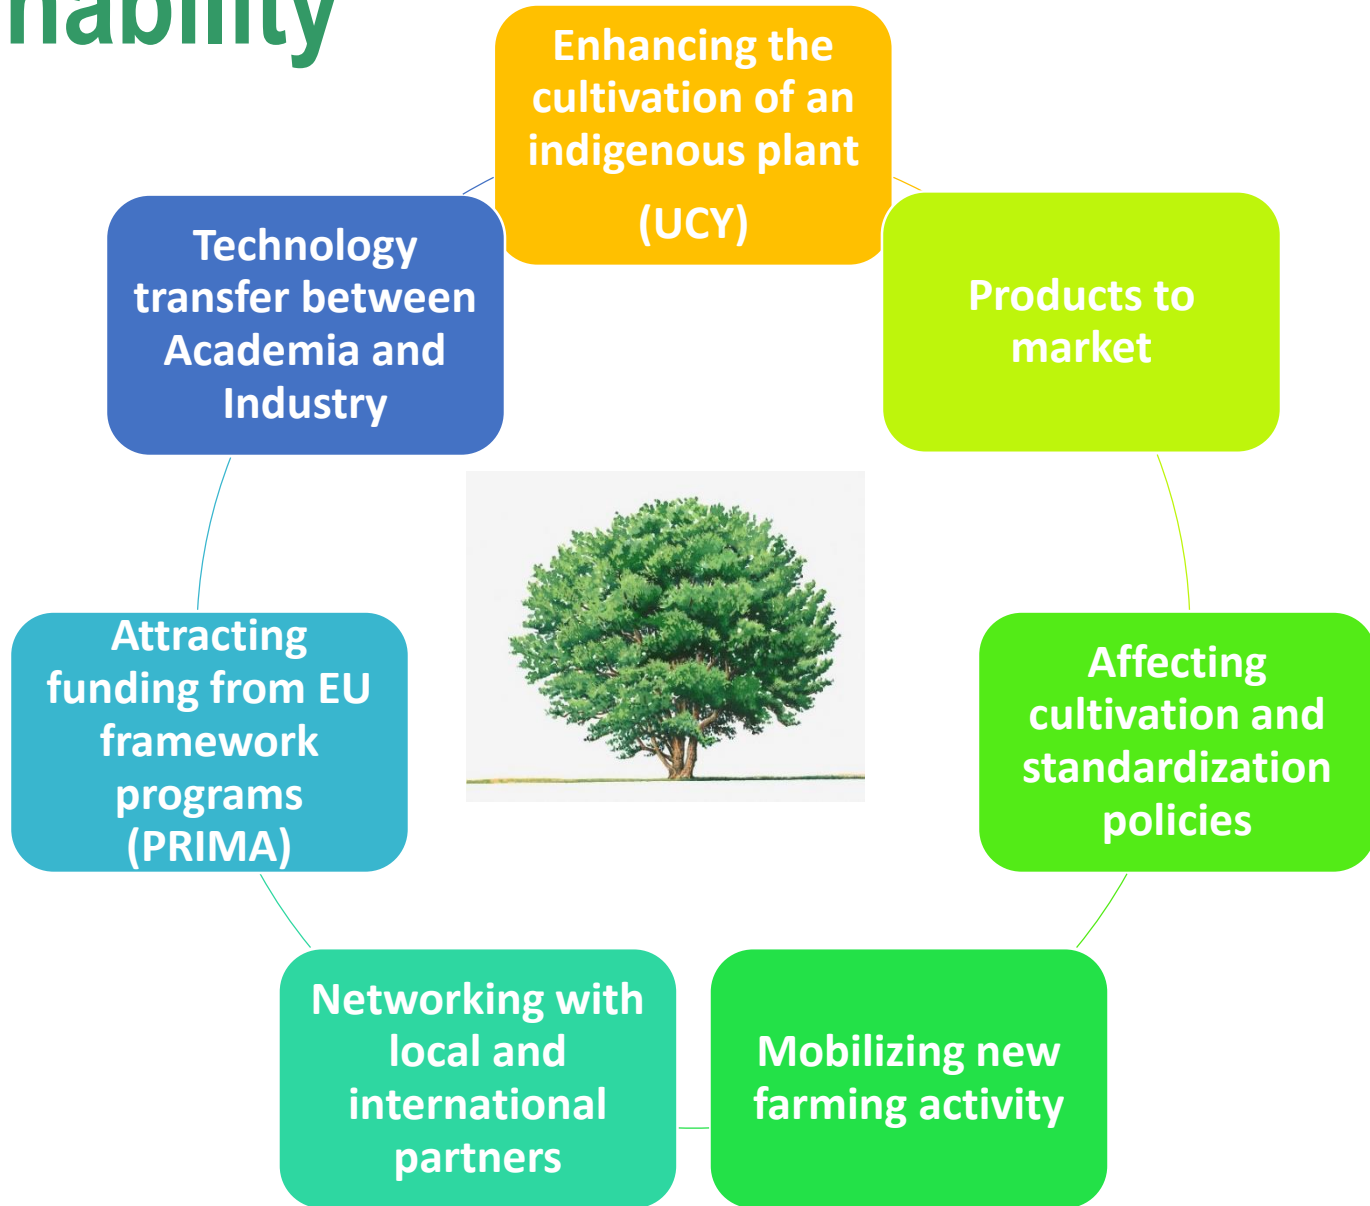 Enhancing the
cultivation of an
indigenous plant
(UCY)
Products to
market
Affecting
cultivation and
standardization
policies
Mobilizing new
farming activity
Networking with
local and
international
partners
Attracting
funding from EU
framework
programs
(PRIMA)
Technology
transfer between
Academia and
Industry